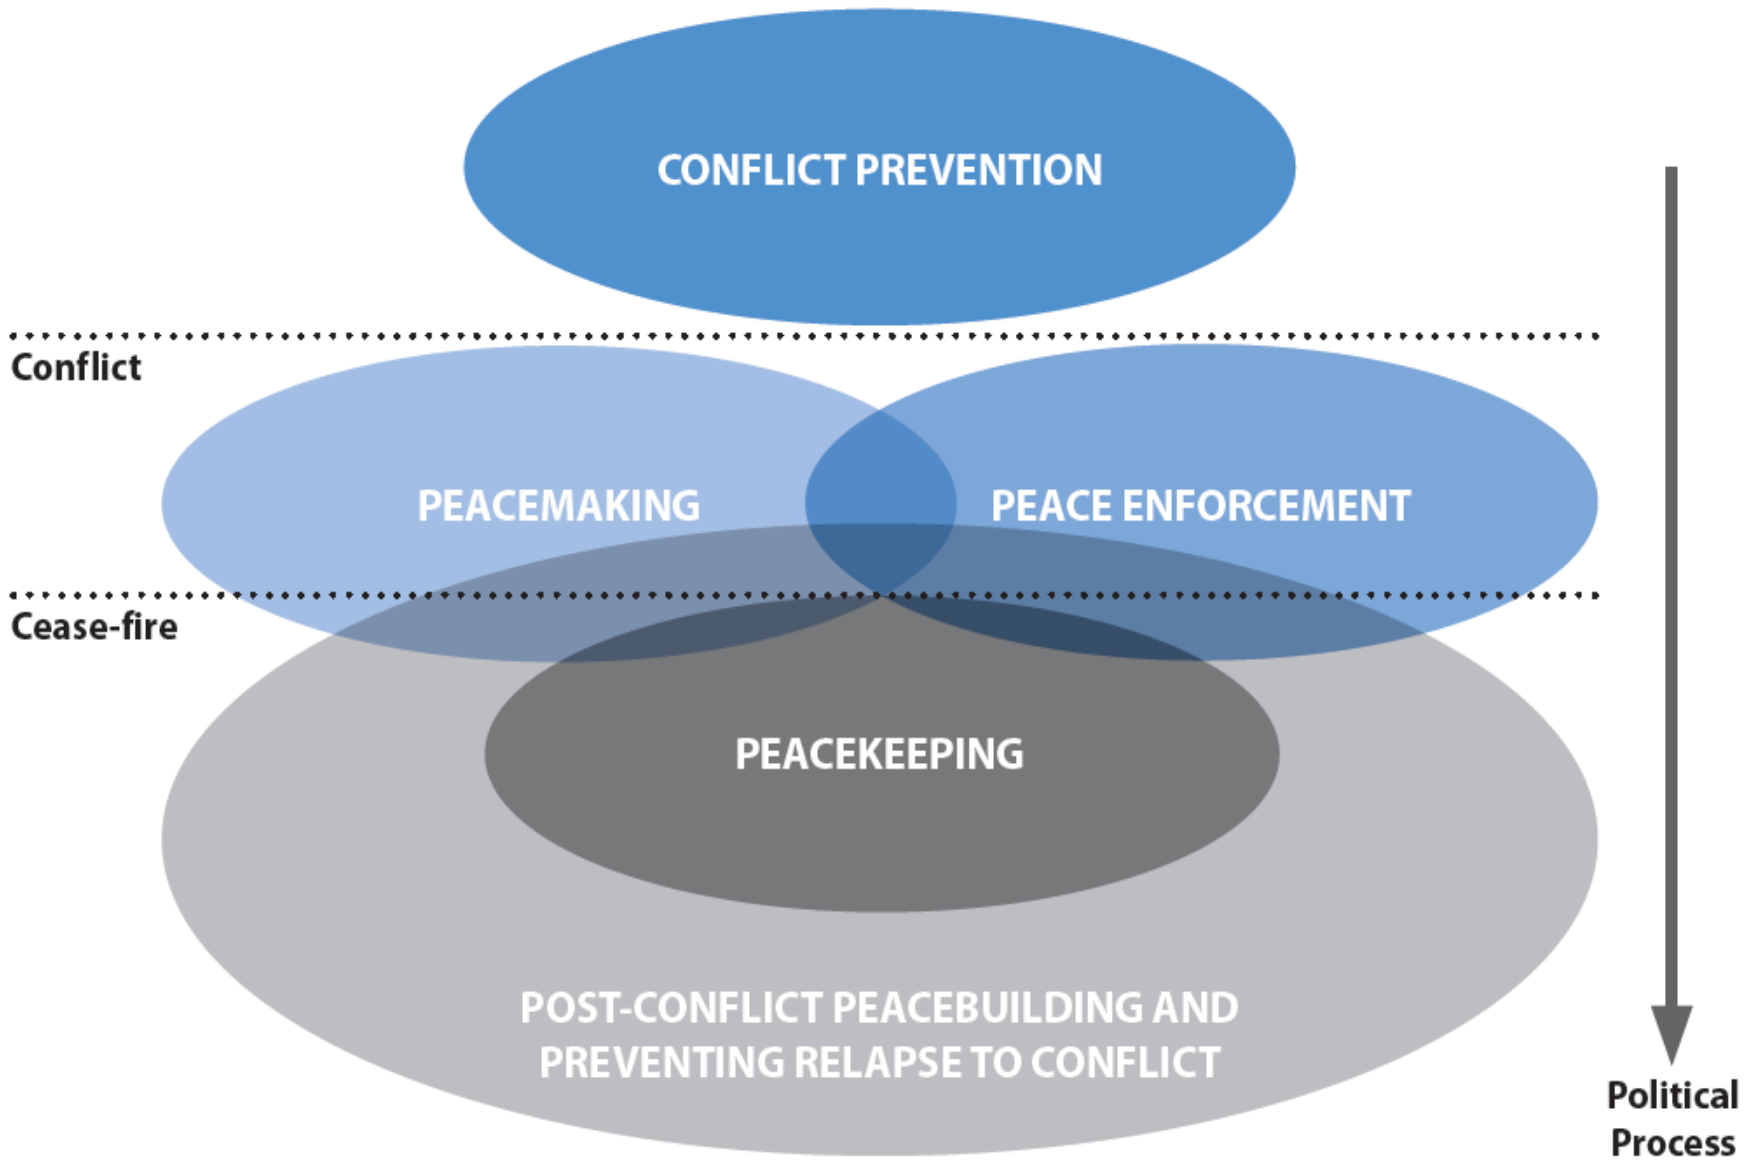 CONFLICT PREVENTION
Conflict
PEACEMAKING
PEACE ENFORCEMENT
Cease-fire
PEACEKEEPING
POST-CONFLICT PEACEBUILDING AND
PREVENTING RELAPSE TO CONFLICT
Political
Process